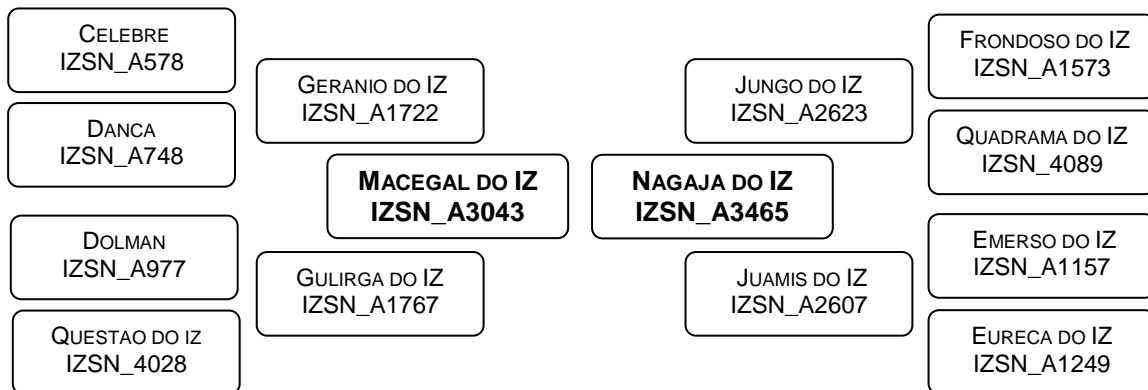 CELEBRE
IZSN_A578
DANCA
IZSN_A748
DOLMAN
IZSN_A977
QUESTAO DO IZ
IZSN_4028
GERANIO DO IZ
IZSN_A1722
GULIRGA DO IZ
IZSN_A1767
MACEGAL DO IZ
IZSN_A3043
NAGAJA DO IZ
IZSN_A3465
JUNGO DO IZ
IZSN_A2623
JUAMIS DO IZ
IZSN_A2607
FRONDOSO DO IZ
IZSN_A1573
QUADRAMA DO IZ
IZSN_4089
EMERSO DO IZ
IZSN_A1157
EURECA DO IZ
IZSN_A1249